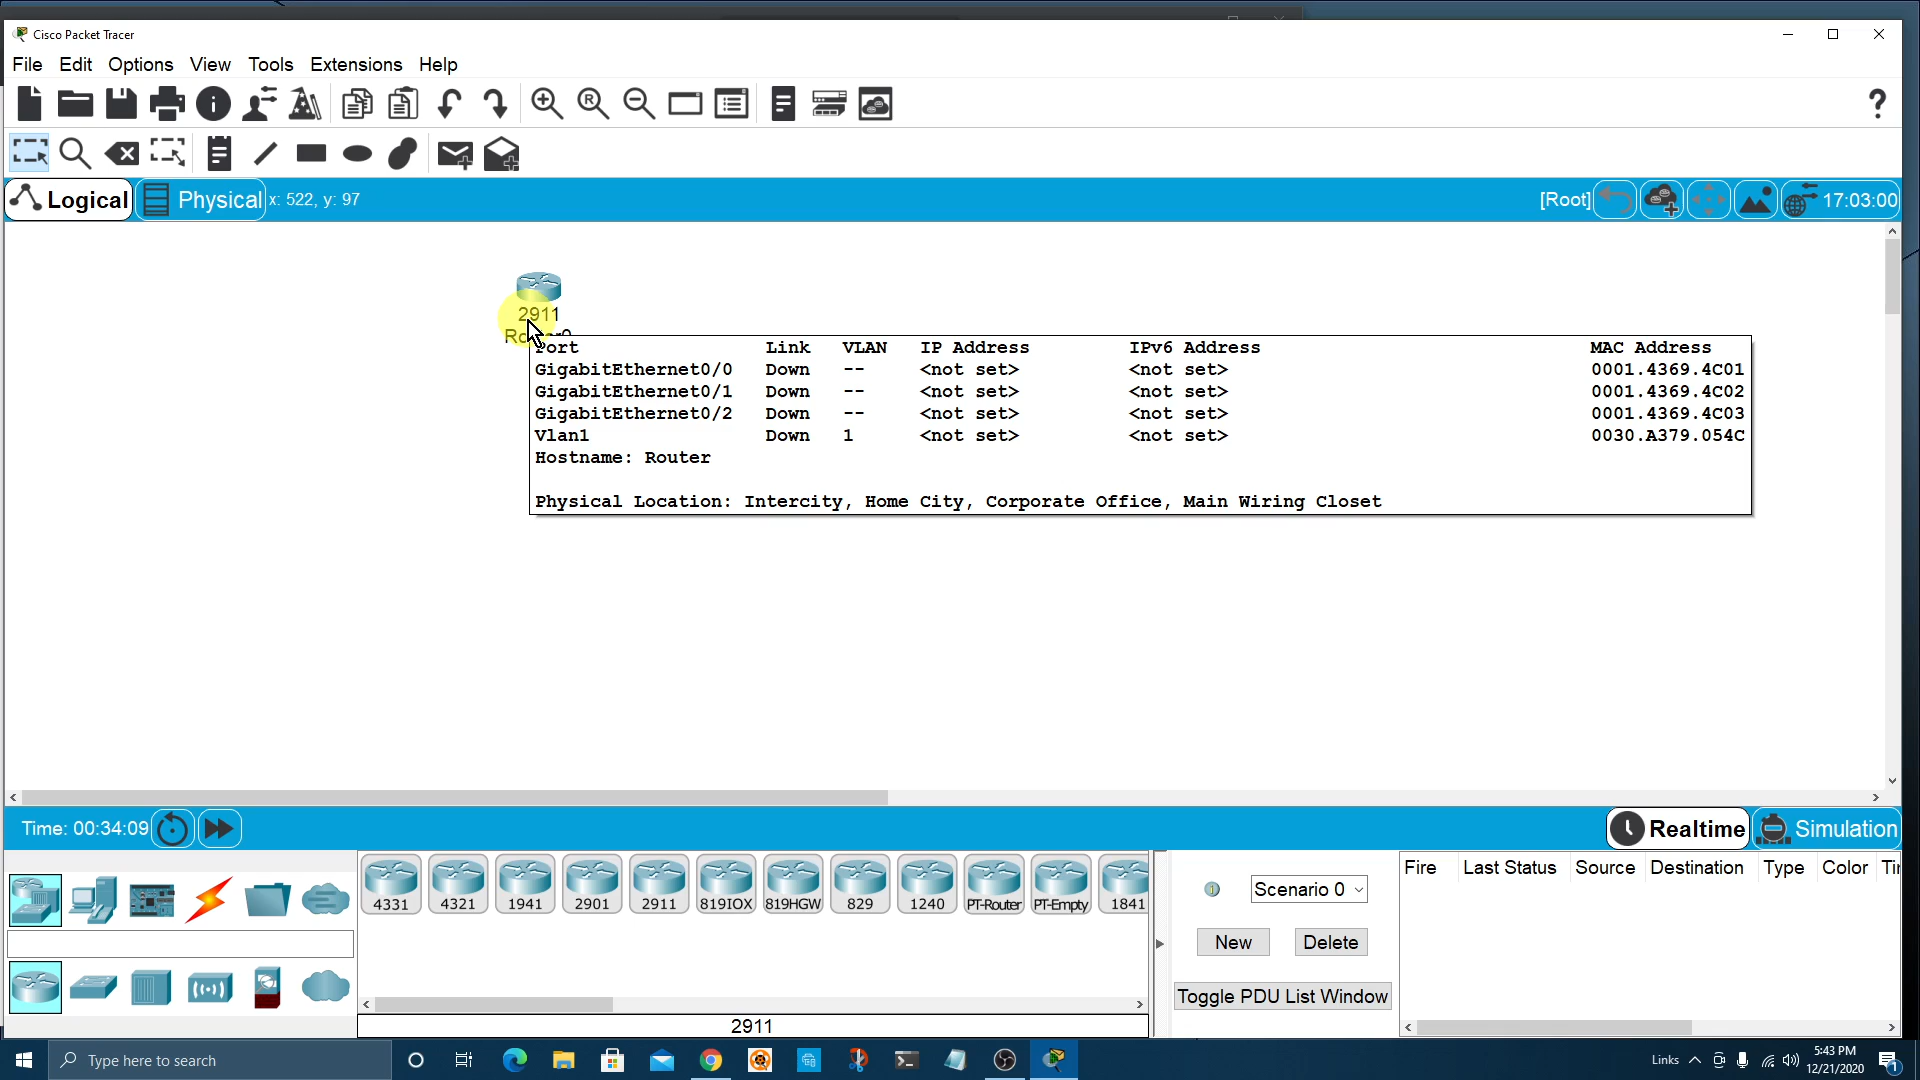 Cisco Packet Tracer
File Edit Options View Tools Extensions Help
Logical Physical x: 522, y: 97 [Root] 17:03:00
2911
Port Link VLAN IP Address IPv6 Address MAC Address
GigabitEthernet0/0 Down -- <not set> <not set> 0001.4369.4C01
GigabitEthernet0/1 Down -- <not set> <not set> 0001.4369.4C02
GigabitEthernet0/2 Down -- <not set> <not set> 0001.4369.4C03
Vlan1 Down 1 <not set> <not set> 0030.A379.054C
Hostname: Router
Physical Location: Intercity, Home City, Corporate Office, Main Wiring Closet
Time: 00:34:09 Realtime Simulation
4331 4321 1941 2901 2911 819IOX 819HGW 829 1240 PT-Router PT-Empty 1841
2911
Scenario 0
New Delete
Toggle PDU List Window
Fire Last Status Source Destination Type Color
Type here to search
Links 5:43 PM
12/21/2020
1